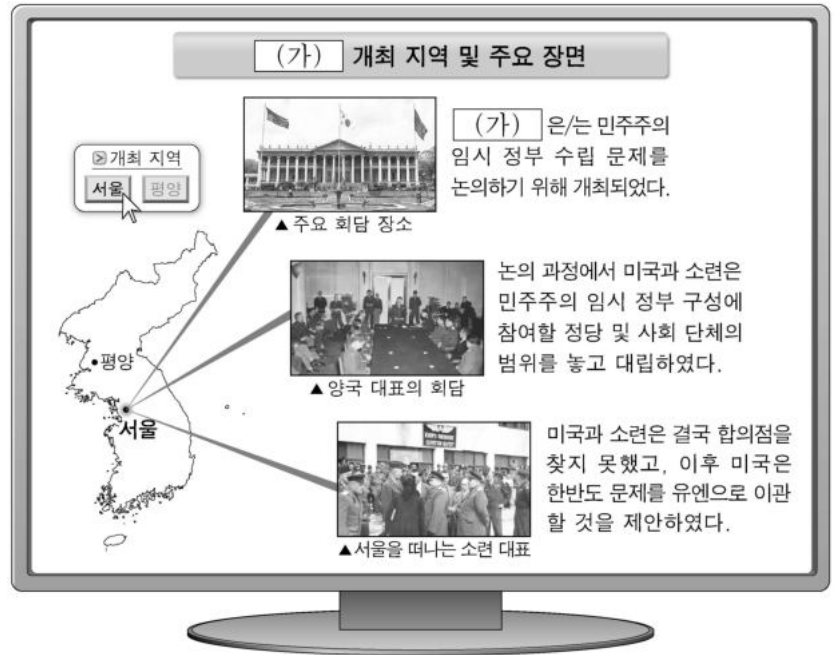 (가) 개최 지역 및 주요 장면
개최 지역
서울 평양
▲주요 회담 장소
(가) 은/는 민주주의
임시 정부 수립 문제를
논의하기 위해 개최되었다.
평양
서울
▲양국 대표의 회담
논의 과정에서 미국과 소련은
민주주의 임시 정부 구성에
참여할 정당 및 사회 단체의
범위를 놓고 대립하였다.
▲서울을 떠나는 소련 대표
미국과 소련은 결국 합의점을
찾지 못했고, 이후 미국은
한반도 문제를 유엔으로 이관
할 것을 제안하였다.